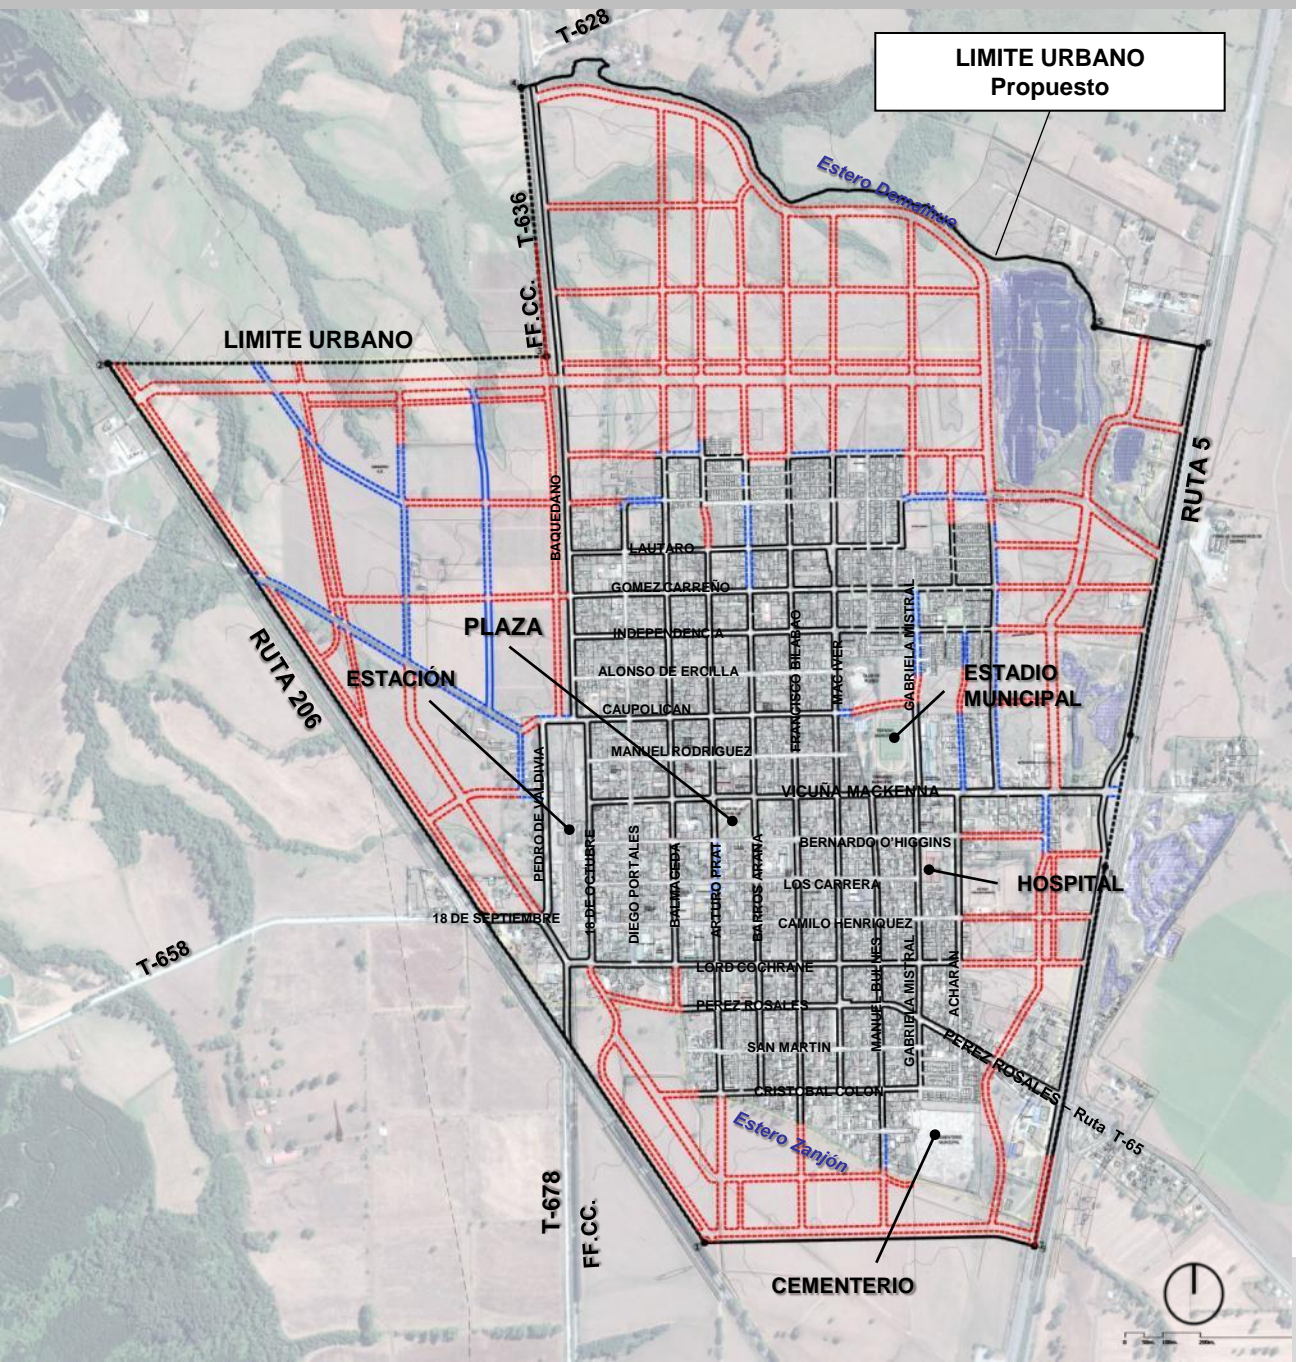 T-628
LIMITE URBANO
Propuesto
Estero Demaihue
T-636
FF.CC.
LIMITE URBANO
RUTA 5
BAQUEDANO
LAUTARO
GOMEZ CARREÑO
INDEPENDENCIA
ALONSO DE ERCILLA
CAUPOLICAN
MANUEL RODRIGUEZ
VICUÑA MACKENNA
FRANCISCO BILABAO
MAC-IVER
GABRIELA MISTRAL
PLAZA
ESTACIÓN
RUTA 206
ESTADIO
MUNICIPAL
PEDRO DE VALDIVIA
18 DE OCTUBRE
DIEGO PORTALES
BALMACEDA
ARTURO PRAT
BARROS ARANA
BERNARDO O'HIGGINS
LOS CARRERA
HOSPITAL
CAMILO HENRIQUEZ
18 DE SEPTIEMBRE
T-658
LORD COCHRANE
PEREZ ROSALES
MANUEL BULNES
GABRIELA MISTRAL
ACHARAN
SAN MARTIN
PEREZ ROSALES – Ruta T-65
CRISTOBAL COLON
Estero Zanjón
T-678
FF.CC.
CEMENTERIO